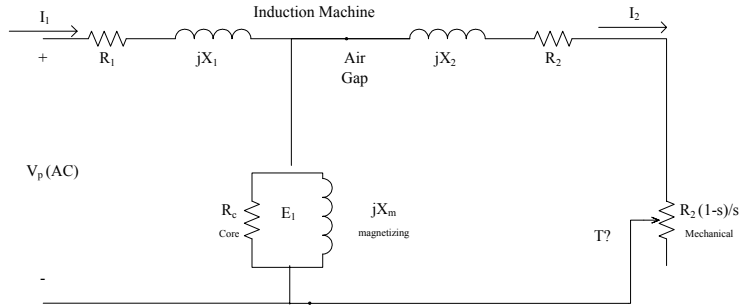 Induction Machine
I₁
I₂
+
R₁
jX₁
Air
Gap
jX₂
R₂
Vₚ (AC)
R꜀
Core
E₁
jXₘ
magnetizing
T?
R₂ (1-s)/s
Mechanical
-